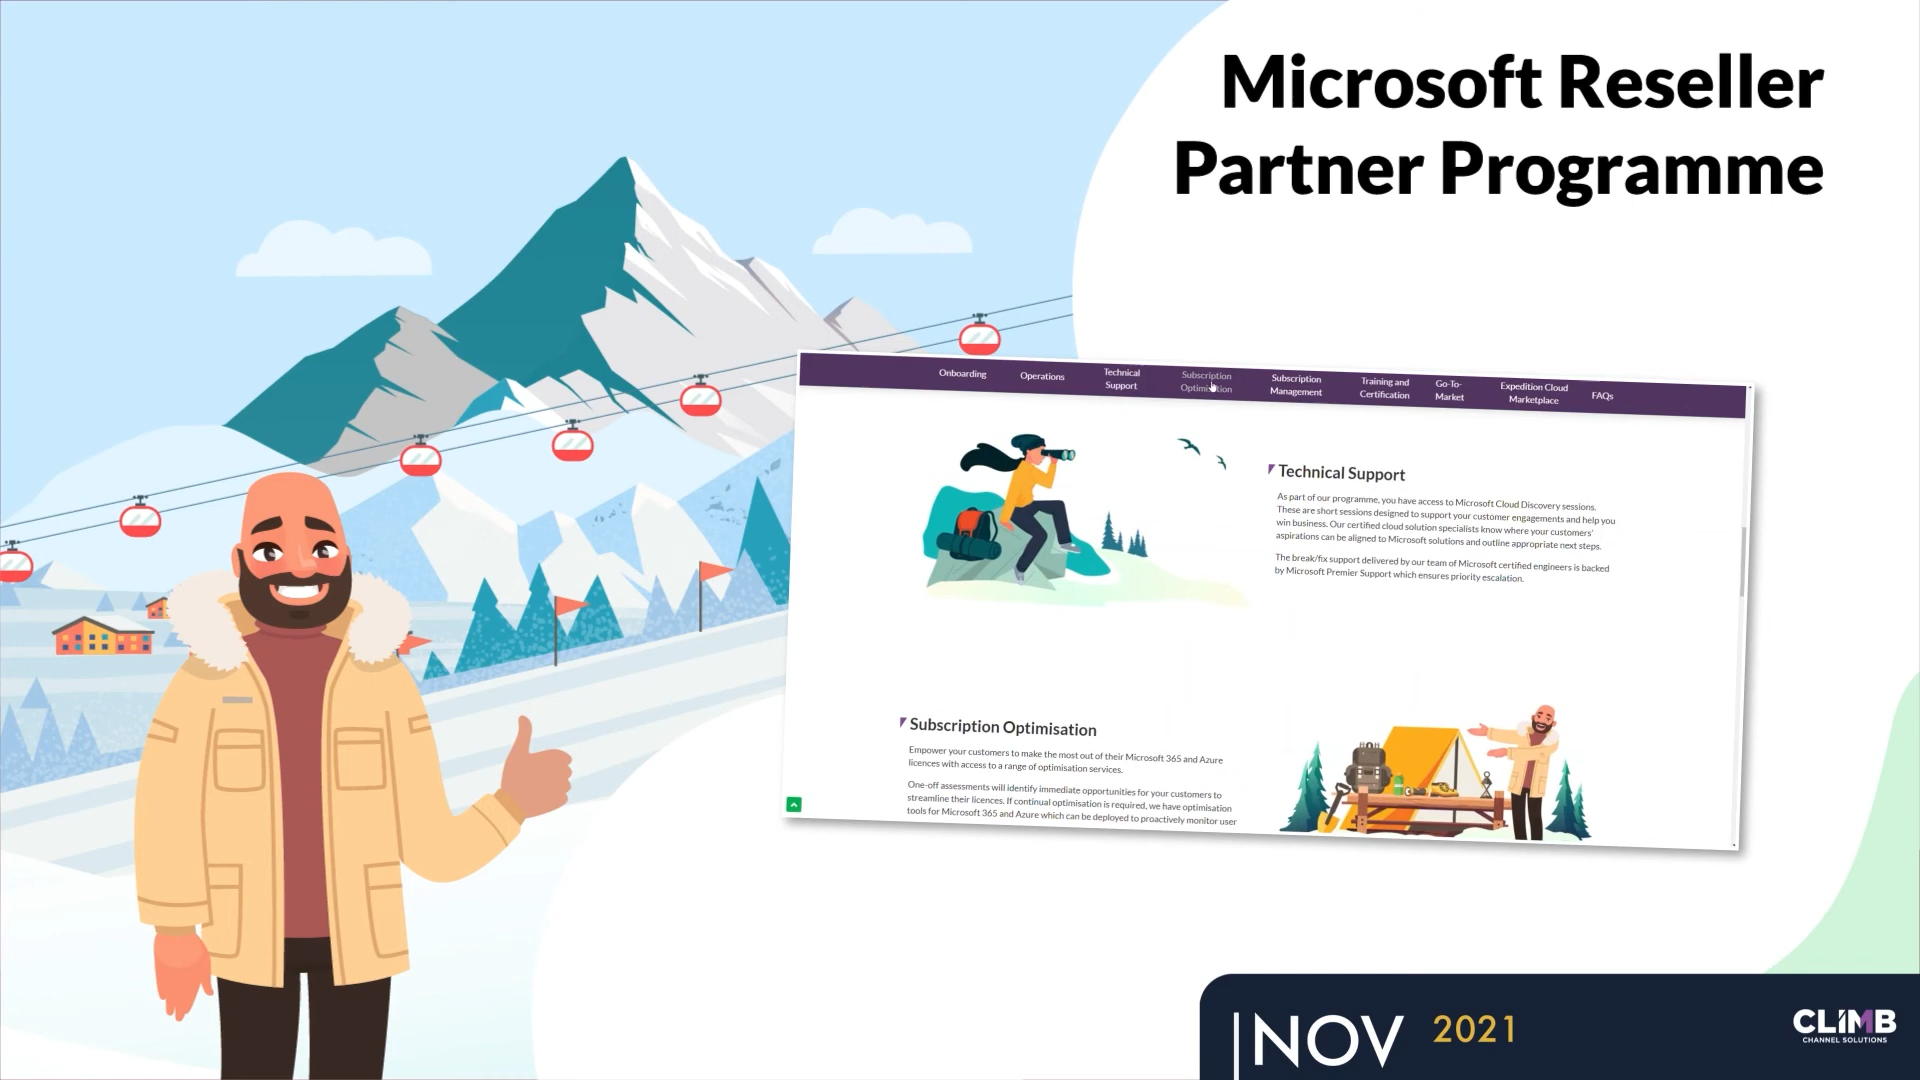 Microsoft Reseller
Partner Programme
Onboarding
Operations
Technical
Support
Subscription
Optimisation
Subscription
Management
Training and
Certification
Go-To-
Market
Expedition Cloud
Marketplace
FAQs
Technical Support
As part of our programme, you have access to Microsoft Cloud Discovery sessions.
These are short sessions designed to support your customer engagements and help you
win business. Our certified cloud solution specialists know where your customers'
aspirations can be aligned to Microsoft solutions and outline appropriate next steps.
The break/fix support delivered by our team of Microsoft certified engineers is backed
by Microsoft Premier Support which ensures priority escalation.
Subscription Optimisation
Empower your customers to make the most out of their Microsoft 365 and Azure
licences with access to a range of optimisation services.
One-off assessments will identify immediate opportunities for your customers to
streamline their licences. If continual optimisation is required, we have optimisation
tools for Microsoft 365 and Azure which can be deployed to proactively monitor user
NOV 2021
CLIMB
CHANNEL SOLUTIONS